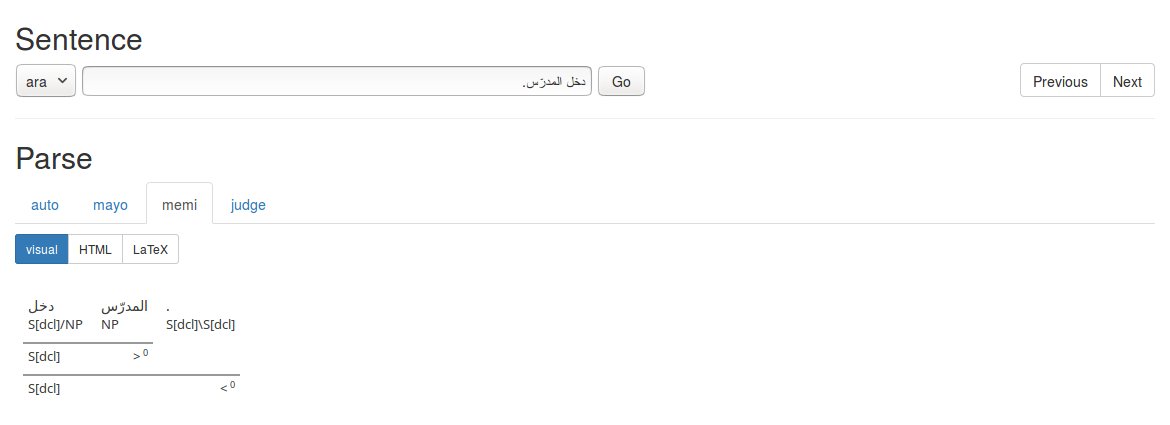 Sentence
ara دخل المدرّس. Go Previous Next
Parse
auto mayo memi judge
visual HTML LaTeX
دخل المدرّس .
S[dcl]/NP NP S[dcl]\S[dcl]
S[dcl] > 0
S[dcl] < 0